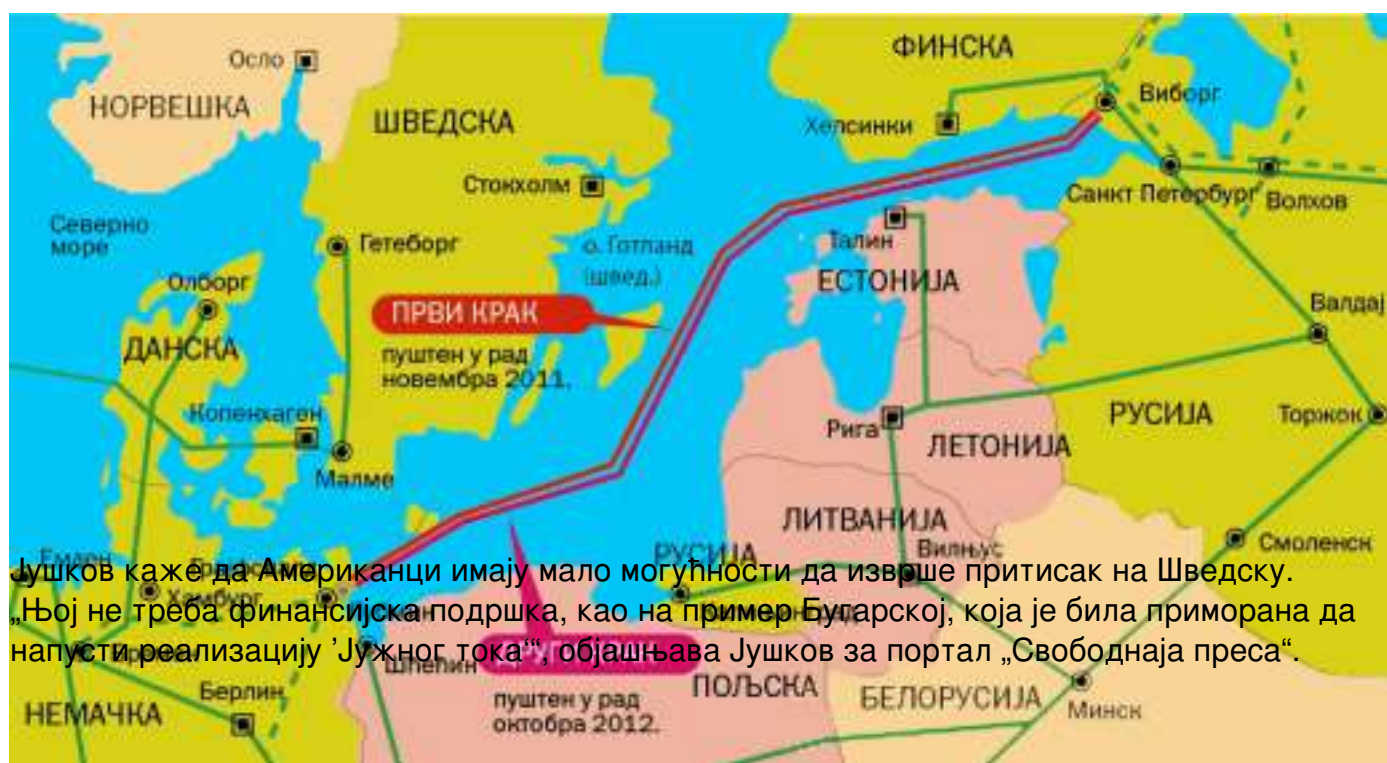 Осло
НОРВЕШКА
ШВЕДСКА
ФИНСКА
Виборг
Хелсинки
Стокхолм
Санкт Петербург
Волхов
Северно
море
Гетеборг
о. Готланд
(швед.)
Талин
ЕСТОНИЈА
Олборг
ПРВИ КРАК
пуштен у рад
новембра 2011.
Валдај
ДАНСКА
Копенхаген
Малме
Рига
ЛЕТОНИЈА
РУСИЈА
Торжок
ЛИТВАНИЈА
Вилњус
РУСИЈА
Смоленск
Емден
Хамбург
Јушков каже да Американци имају мало могућности да изврше притисак на Шведску.
„Њој не треба финансијска подршка, као на пример Бугарској, која је била приморана да
напусти реализацију ’Јужног тока‘“, објашњава Јушков за портал „Свободнаја преса“.
Шћећин
Берлин
НЕМАЧКА
пуштен у рад
октобра 2012.
ПОЉСКА
БЕЛОРУСИЈА
Минск